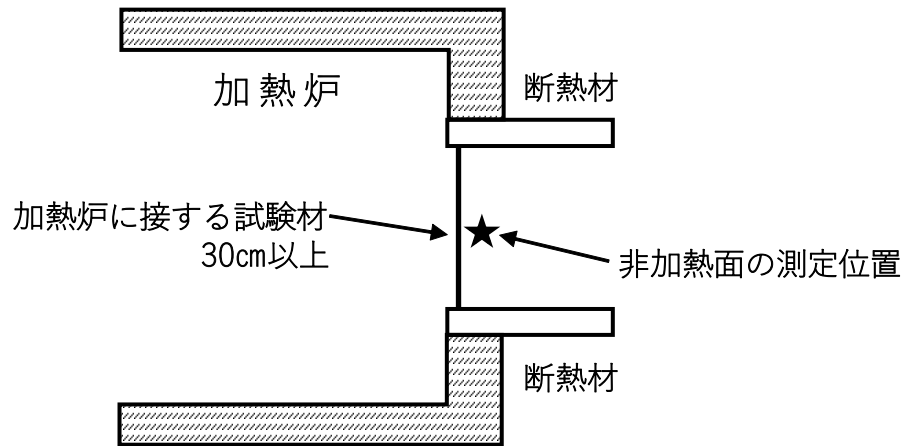 加熱炉
断熱材
加熱炉に接する試験材
30cm以上
非加熱面の測定位置
断熱材